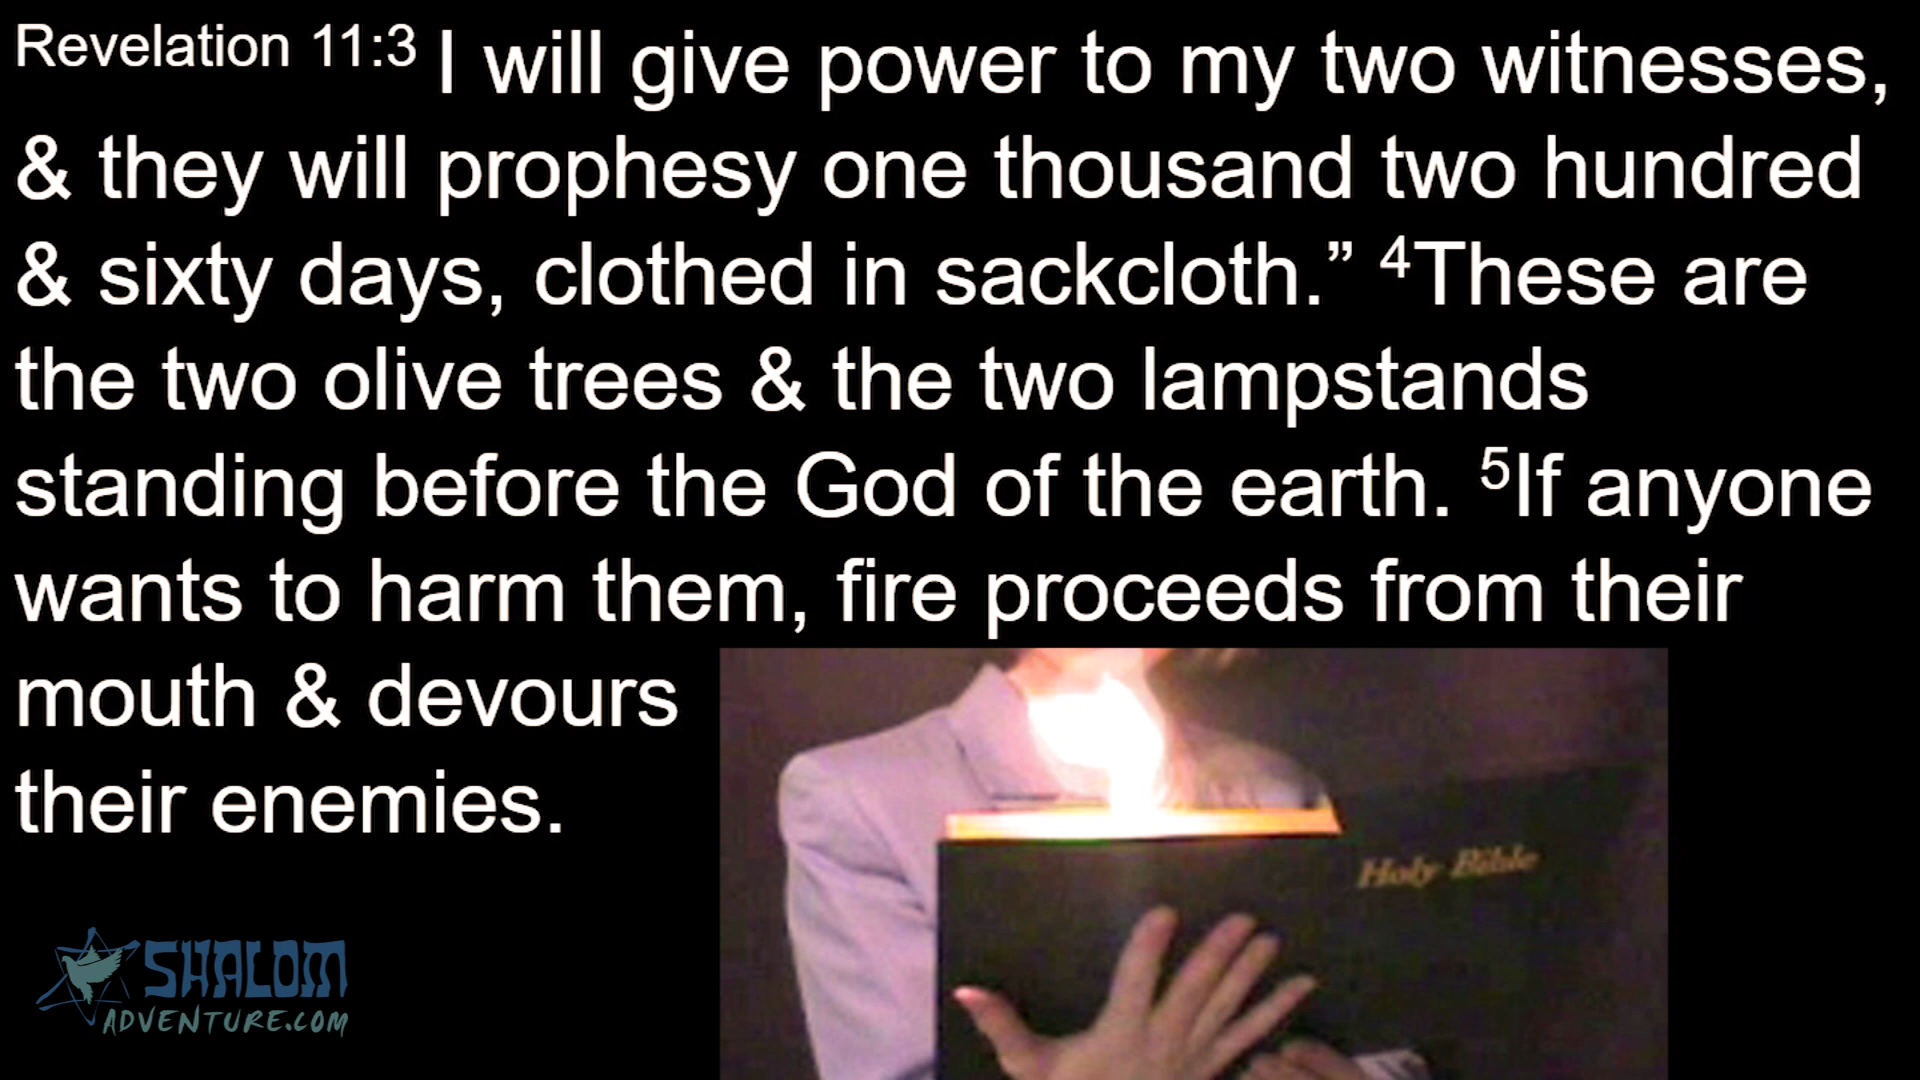 Revelation 11:3 I will give power to my two witnesses,
& they will prophesy one thousand two hundred
& sixty days, clothed in sackcloth.” 4These are
the two olive trees & the two lampstands
standing before the God of the earth. 5If anyone
wants to harm them, fire proceeds from their
mouth & devours
their enemies.
Holy Bible
SHALOM
ADVENTURE.COM